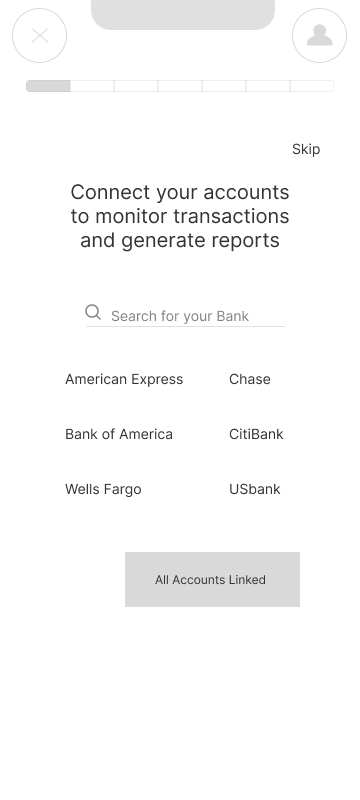 Skip
Connect your accounts
to monitor transactions
and generate reports
Search for your Bank
American Express
Chase
Bank of America
CitiBank
Wells Fargo
USbank
All Accounts Linked